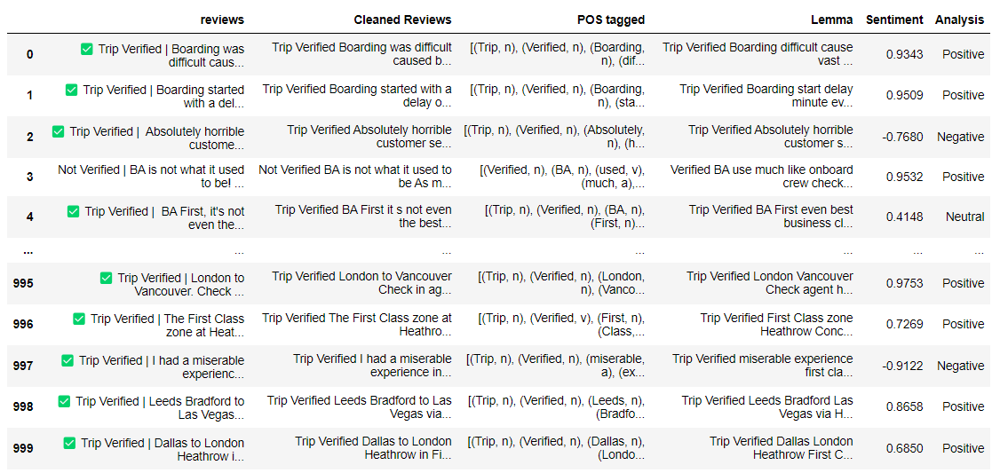 reviews Cleaned Reviews POS tagged Lemma Sentiment Analysis
0 ✅ Trip Verified | Boarding was Trip Verified Boarding was difficult [(Trip, n), (Verified, n), (Boarding, Trip Verified Boarding difficult cause 0.9343 Positive
difficult caus... caused b... n), (dif... vast ...
1 ✅ Trip Verified | Boarding started Trip Verified Boarding started with a [(Trip, n), (Verified, n), (Boarding, Trip Verified Boarding start delay 0.9509 Positive
with a del... delay o... n), (sta... minute ev...
2 ✅ Trip Verified | Absolutely horrible Trip Verified Absolutely horrible [(Trip, n), (Verified, n), (Absolutely, Trip Verified Absolutely horrible -0.7680 Negative
custome... customer se... n), (h... customer s...
3 Not Verified | BA is not what it used Not Verified BA is not what it used to [(Verified, n), (BA, n), (used, v), Verified BA use much like onboard 0.9532 Positive
to be! ... be As m... (much, a),... crew check...
4 ✅ Trip Verified | BA First, it's not Trip Verified BA First it s not even [(Trip, n), (Verified, n), (BA, n), Trip Verified BA First even best 0.4148 Neutral
even the... the best... (First, n)... business cl...
... ... ... ... ... ... ...
995 ✅ Trip Verified | London to Trip Verified London to Vancouver [(Trip, n), (Verified, n), (London, Trip Verified London Vancouver 0.9753 Positive
Vancouver. Check ... Check in ag... n), (Vanco... Check agent h...
996 ✅ Trip Verified | The First Class Trip Verified The First Class zone at [(Trip, n), (Verified, v), (First, n), Trip Verified First Class zone 0.7269 Positive
zone at Heat... Heathro... (Class,... Heathrow Conc...
997 ✅ Trip Verified | I had a miserable Trip Verified I had a miserable [(Trip, n), (Verified, n), (miserable, Trip Verified miserable experience -0.9122 Negative
experienc... experience in... a), (ex... first cla...
998 ✅ Trip Verified | Leeds Bradford to Trip Verified Leeds Bradford to Las [(Trip, n), (Verified, n), (Leeds, n), Trip Verified Leeds Bradford Las 0.8658 Positive
Las Vegas... Vegas via... (Bradfo... Vegas via H...
999 ✅ Trip Verified | Dallas to London Trip Verified Dallas to London [(Trip, n), (Verified, n), (Dallas, n), Trip Verified Dallas London 0.6850 Positive
Heathrow i... Heathrow in Fi... (Londo... Heathrow First C...